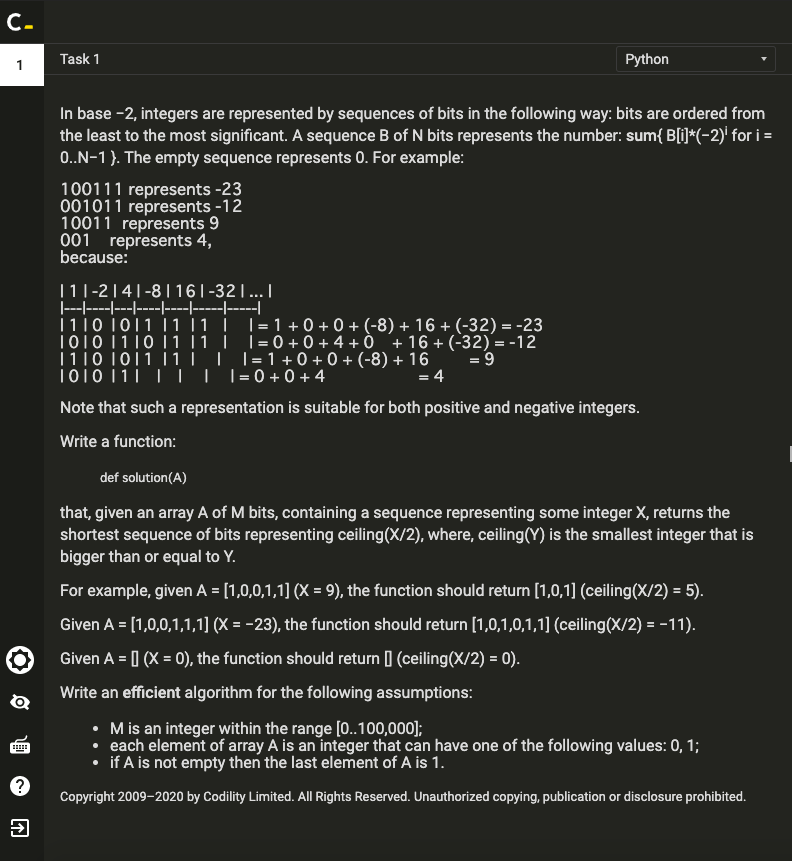 C_
1
Task 1
Python
In base −2, integers are represented by sequences of bits in the following way: bits are ordered from
the least to the most significant. A sequence B of N bits represents the number: sum{ B[i]*(−2)^i for i =
0..N−1 }. The empty sequence represents 0. For example:
100111 represents -23
001011 represents -12
10011  represents 9
001    represents 4,
because:
| 1 | -2 | 4 | -8 | 16 | -32 | ... |
|---|----|---|----|----|-----|-----|
| 1 | 0  | 0 | 1  | 1  | 1   |     | = 1 + 0 + 0 + (-8) + 16 + (-32) = -23
| 0 | 0  | 1 | 0  | 1  | 1   |     | = 0 + 0 + 4 + 0   + 16 + (-32) = -12
| 1 | 0  | 0 | 1  | 1  |     |     | = 1 + 0 + 0 + (-8) + 16         = 9
| 0 | 0  | 1 |    |    |     |     | = 0 + 0 + 4                     = 4
Note that such a representation is suitable for both positive and negative integers.
Write a function:
def solution(A)
that, given an array A of M bits, containing a sequence representing some integer X, returns the
shortest sequence of bits representing ceiling(X/2), where, ceiling(Y) is the smallest integer that is
bigger than or equal to Y.
For example, given A = [1,0,0,1,1] (X = 9), the function should return [1,0,1] (ceiling(X/2) = 5).
Given A = [1,0,0,1,1,1] (X = −23), the function should return [1,0,1,0,1,1] (ceiling(X/2) = −11).
Given A = [] (X = 0), the function should return [] (ceiling(X/2) = 0).
Write an efficient algorithm for the following assumptions:
• M is an integer within the range [0..100,000];
• each element of array A is an integer that can have one of the following values: 0, 1;
• if A is not empty then the last element of A is 1.
Copyright 2009–2020 by Codility Limited. All Rights Reserved. Unauthorized copying, publication or disclosure prohibited.